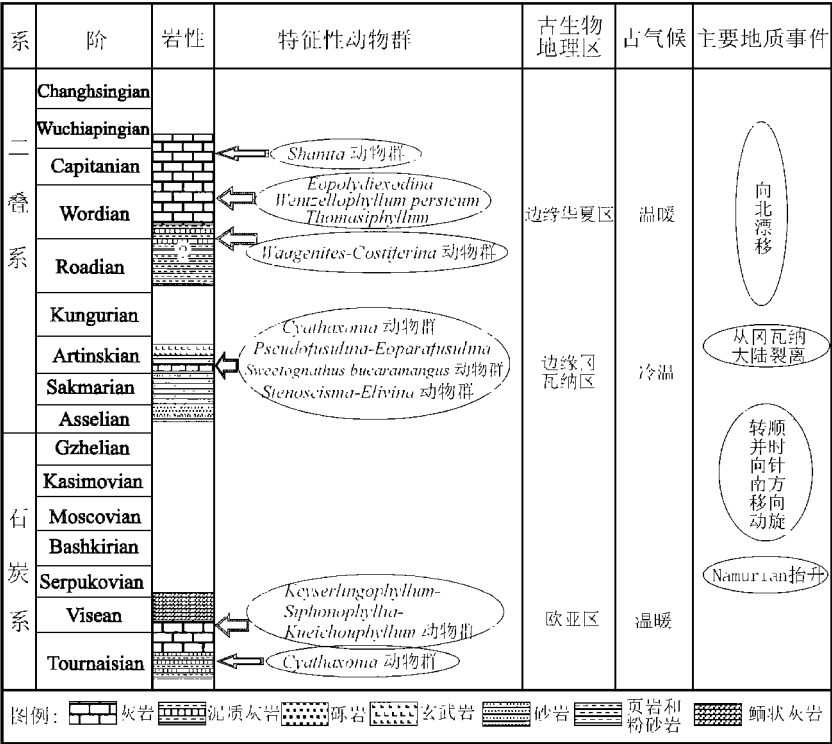 系 阶 岩性 特征性动物群 古生物地理区 古气候 主要地质事件
二叠系
Changhsingian
Wuchiapingian
Capitanian
Wordian
Roadian
Kungurian
Artinskian
Sakmarian
Asselian
石炭系
Gzhelian
Kasimovian
Moscovian
Bashkirian
Serpukovian
Visean
Tournaisian
Shanita 动物群
Eopolydiexodina
Wentzellophyllum persicum
Thomasiphyllum
Waagenites-Costiferina 动物群
Cyathaxonia 动物群
Pseudofusulina-Eoparafusulina
Sweetognathus bucaramangus 动物群
Stenoscisma-Elivina 动物群
Keyserlingophyllum-
Siphonophyllia-
Kueichouphyllum 动物群
Cyathaxonia 动物群
边缘华夏区
边缘冈
瓦纳区
欧亚区
温暖
冷温
温暖
向北漂移
从冈瓦纳
大陆裂离
转顺
并时
向针
南方
移向
动旋
Namurian抬升
图例: 灰岩 泥质灰岩 砾岩 玄武岩 砂岩 页岩和粉砂岩 鲕状灰岩